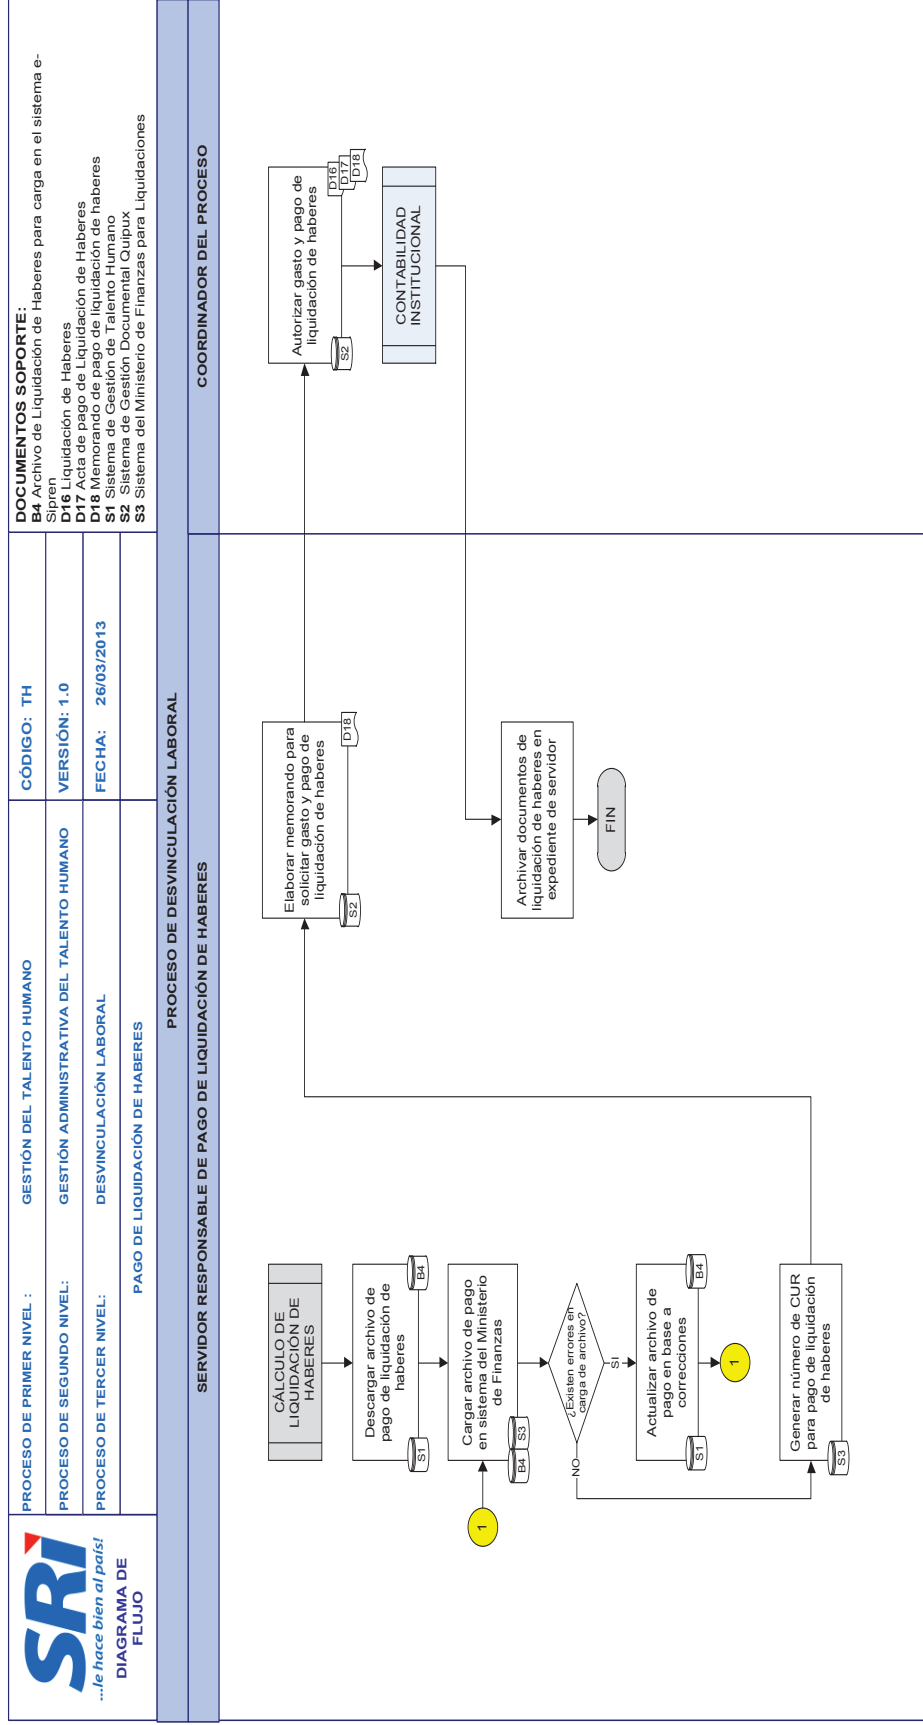 SRi
...le hace bien al país!
DIAGRAMA DE
FLUJO
PROCESO DE PRIMER NIVEL : GESTIÓN DEL TALENTO HUMANO
CÓDIGO: TH
PROCESO DE SEGUNDO NIVEL: GESTIÓN ADMINISTRATIVA DEL TALENTO HUMANO
VERSIÓN: 1.0
PROCESO DE TERCER NIVEL: DESVINCULACIÓN LABORAL
FECHA: 26/03/2013
PAGO DE LIQUIDACIÓN DE HABERES
DOCUMENTOS SOPORTE:
B4 Archivo de Liquidación de Haberes para carga en el sistema e-
Sipren
D16 Liquidación de Haberes
D17 Acta de pago de Liquidación de Haberes
D18 Memorando de pago de liquidación de haberes
S1 Sistema de Gestión de Talento Humano
S2 Sistema de Gestión Documental Quipux
S3 Sistema del Ministerio de Finanzas para Liquidaciones
PROCESO DE DESVINCULACIÓN LABORAL
SERVIDOR RESPONSABLE DE PAGO DE LIQUIDACIÓN DE HABERES
COORDINADOR DEL PROCESO
CÁLCULO DE
LIQUIDACIÓN DE
HABERES
Descargar archivo de
pago de liquidación de
haberes
S1
B4
1
Cargar archivo de pago
en sistema del Ministerio
de Finanzas
B4
S3
¿Existen errores en
carga de archivo?
NO
SI
Actualizar archivo de
pago en base a
correcciones
S1
B4
1
Generar número de CUR
para pago de liquidación
de haberes
S3
Elaborar memorando para
solicitar gasto y pago de
liquidación de haberes
S2
D18
Autorizar gasto y pago de
liquidación de haberes
S2
D16
D17
D18
CONTABILIDAD
INSTITUCIONAL
Archivar documentos de
liquidación de haberes en
expediente de servidor
FIN